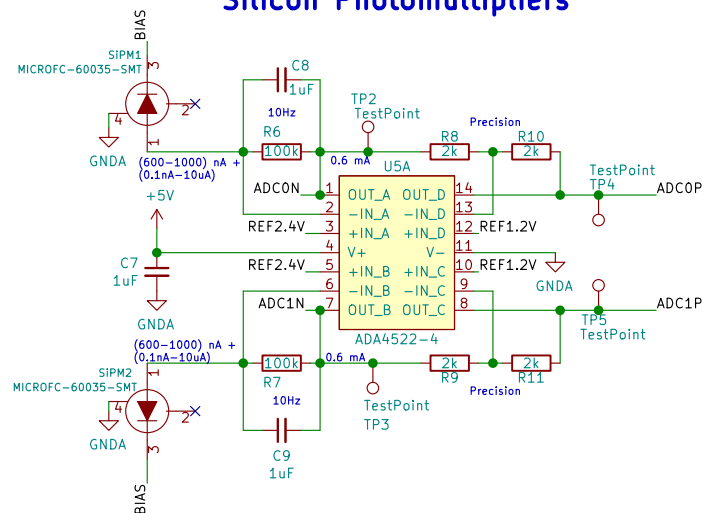 Silicon Photomultipliers
BIAS
SiPM1
MICROFC-60035-SMT
3
2
4
1
GNDA
(600-1000) nA +
(0.1nA-10uA)
C8
1uF
10Hz
R6
100k
0.6 mA
TP2
TestPoint
R8
2k
Precision
R10
2k
TestPoint
TP4
U5A
ADC0N
1 OUT_A OUT_D 14
ADC0P
2 -IN_A -IN_D 13
REF2.4V 3 +IN_A +IN_D 12 REF1.2V
+5V
4 V+ V- 11
GNDA
C7
1uF
GNDA
REF2.4V 5 +IN_B +IN_C 10 REF1.2V
6 -IN_B -IN_C 9
ADC1N 7 OUT_B OUT_C 8
ADC1P
TP5
TestPoint
ADA4522-4
(600-1000) nA +
(0.1nA-10uA)
SiPM2
MICROFC-60035-SMT
1
4
2
3
GNDA
BIAS
100k
R7
0.6 mA
10Hz
C9
1uF
TestPoint
TP3
2k
R9
2k
R11
Precision